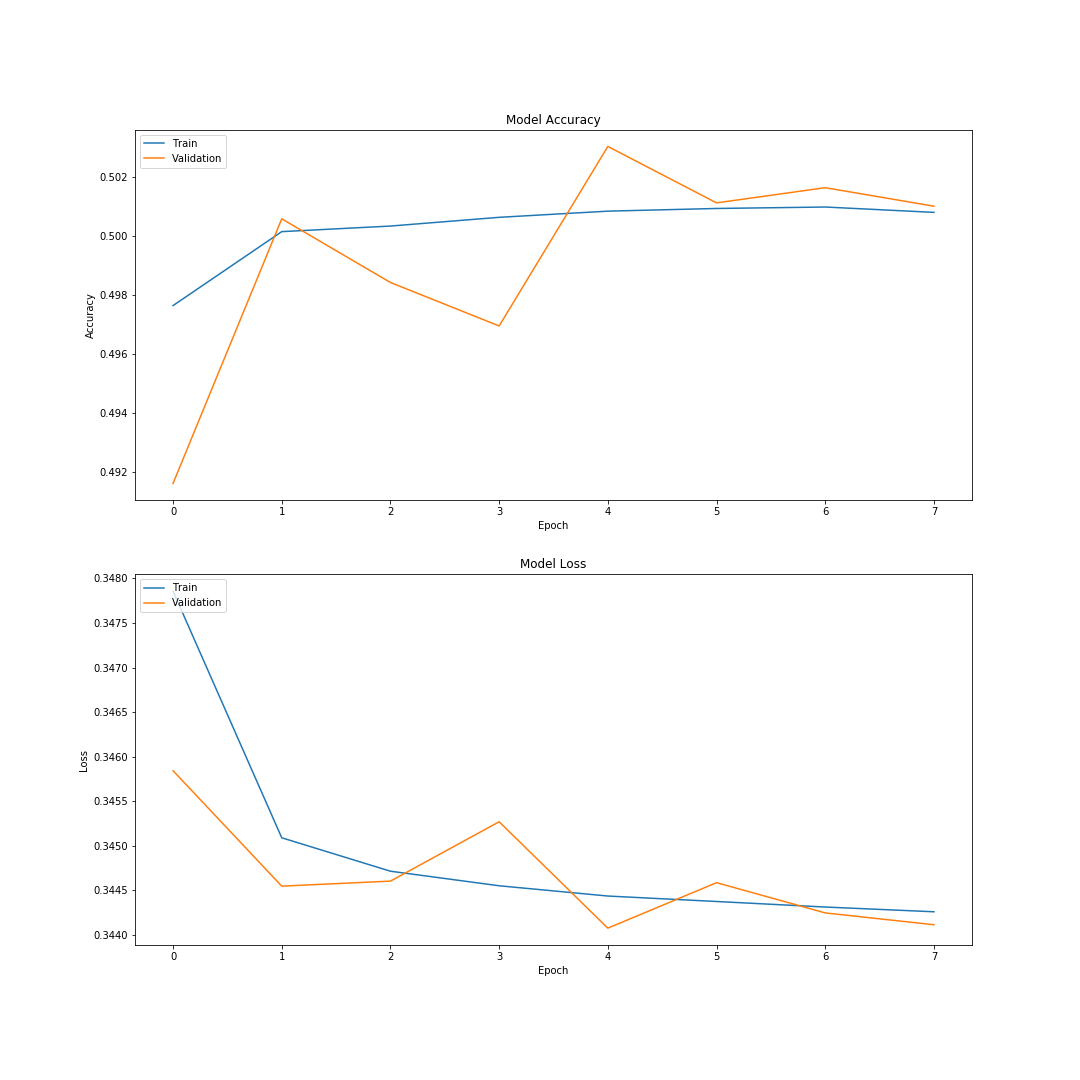 Model Accuracy
Train
Validation
0.502
0.500
0.498
0.496
0.494
0.492
Accuracy
0 1 2 3 4 5 6 7
Epoch
Model Loss
Train
Validation
0.3480
0.3475
0.3470
0.3465
0.3460
0.3455
0.3450
0.3445
0.3440
Loss
0 1 2 3 4 5 6 7
Epoch